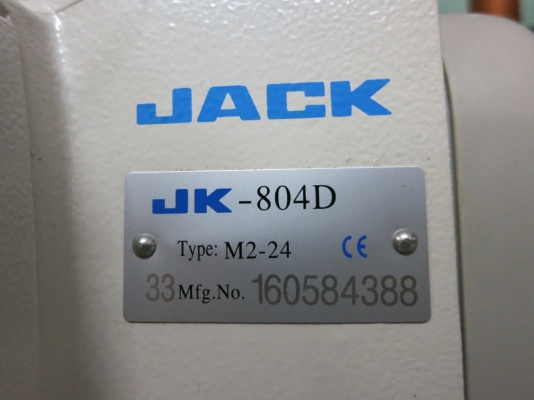 JACK
JK-804D
Type: M2-24 CE
33 Mfg.No. 160584388